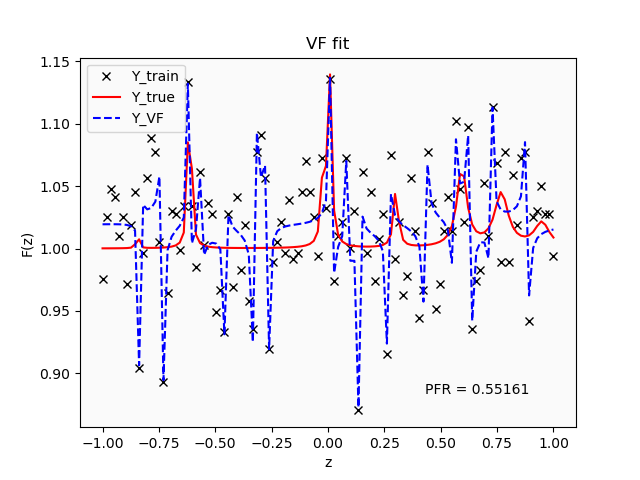 VF fit
1.15
1.10
1.05
1.00
0.95
0.90
F(z)
Y_train
Y_true
Y_VF
PFR = 0.55161
−1.00 −0.75 −0.50 −0.25 0.00 0.25 0.50 0.75 1.00
z